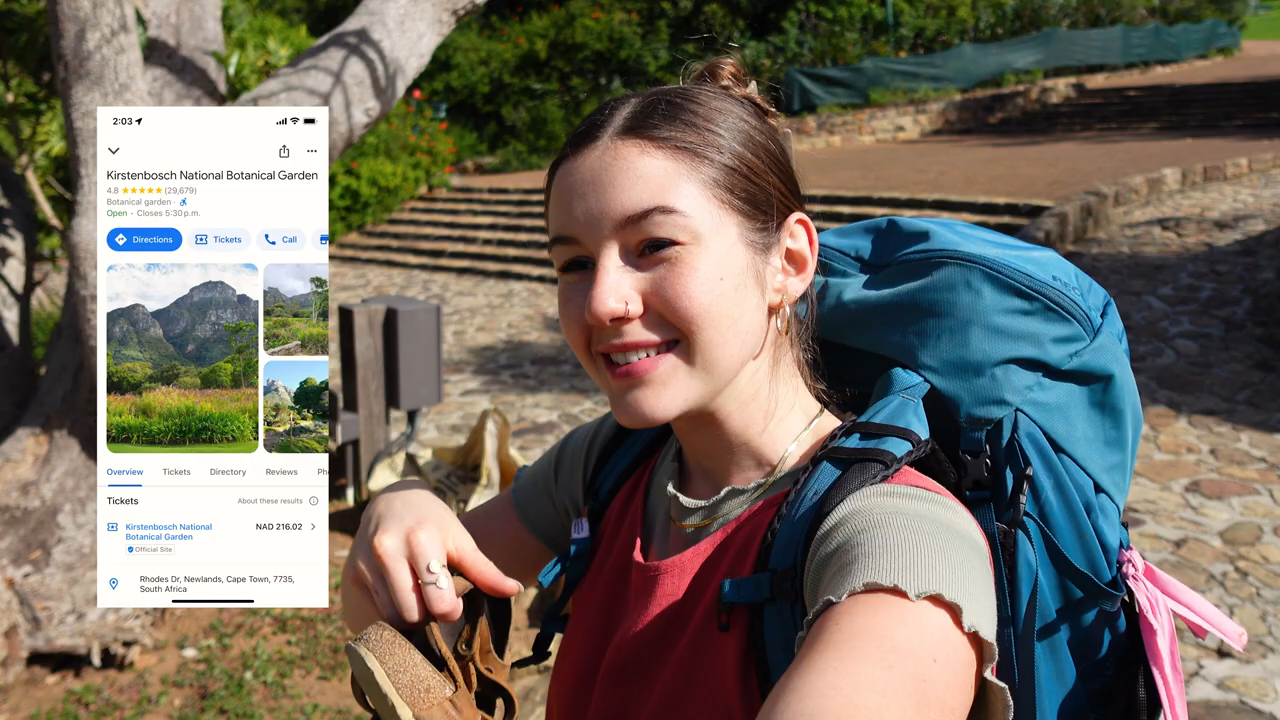 2:03
Kirstenbosch National Botanical Garden
4.8 (29,679)
Botanical garden ·
Open · Closes 5:30 p.m.
Directions Tickets Call
Overview Tickets Directory Reviews Ph
Tickets About these results
Kirstenbosch National NAD 216.02
Botanical Garden
Official Site
Rhodes Dr, Newlands, Cape Town, 7735,
South Africa